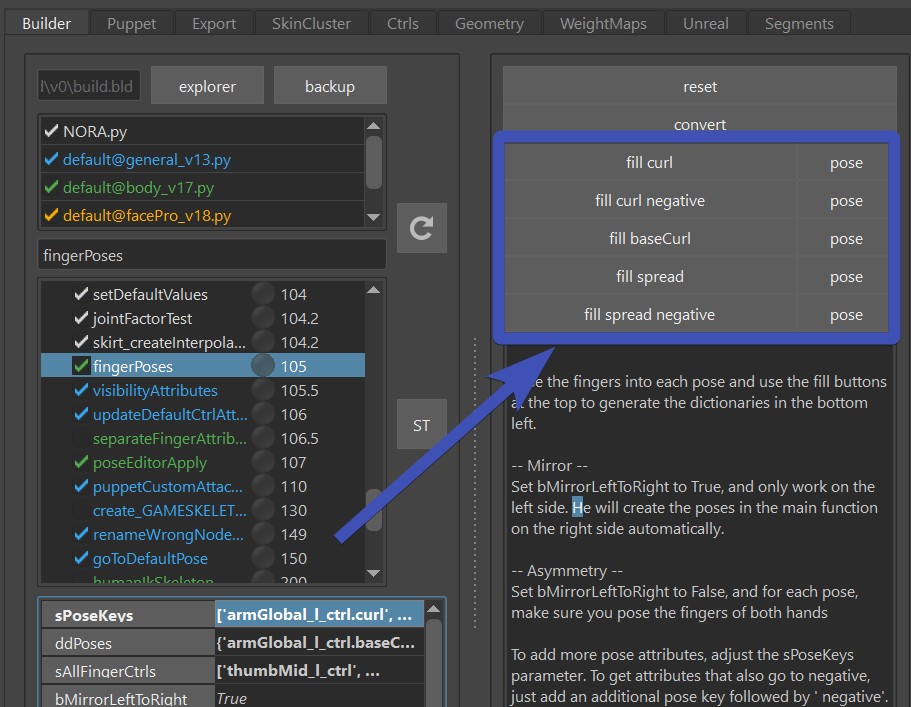 Builder Puppet Export SkinCluster Ctrls Geometry WeightMaps Unreal Segments
l\v0\build.bld explorer backup
NORA.py
default@general_v13.py
default@body_v17.py
default@facePro_v18.py
fingerPoses
setDefaultValues 104
jointFactorTest 104.2
skirt_createInterpola... 104.2
fingerPoses 105
visibilityAttributes 105.5
updateDefaultCtrlAtt... 106
separateFingerAttrib... 106.5
poseEditorApply 107
puppetCustomAttac... 110
create_GAMESKELET... 130
renameWrongNode... 149
goToDefaultPose 150
humanIkSkeleton 200
ST
sPoseKeys ['armGlobal_l_ctrl.curl', ...
ddPoses {'armGlobal_l_ctrl.baseC...
sAllFingerCtrls ['thumbMid_l_ctrl', ...
bMirrorLeftToRight True
reset
convert
fill curl pose
fill curl negative pose
fill baseCurl pose
fill spread pose
fill spread negative pose
the fingers into each pose and use the fill buttons
the top to generate the dictionaries in the bottom
left.
-- Mirror --
Set bMirrorLeftToRight to True, and only work on the
left side. He will create the poses in the main function
on the right side automatically.
-- Asymmetry --
Set bMirrorLeftToRight to False, and for each pose,
make sure you pose the fingers of both hands
To add more pose attributes, adjust the sPoseKeys
parameter. To get attributes that also go to negative,
just add an additional pose key followed by ' negative'.